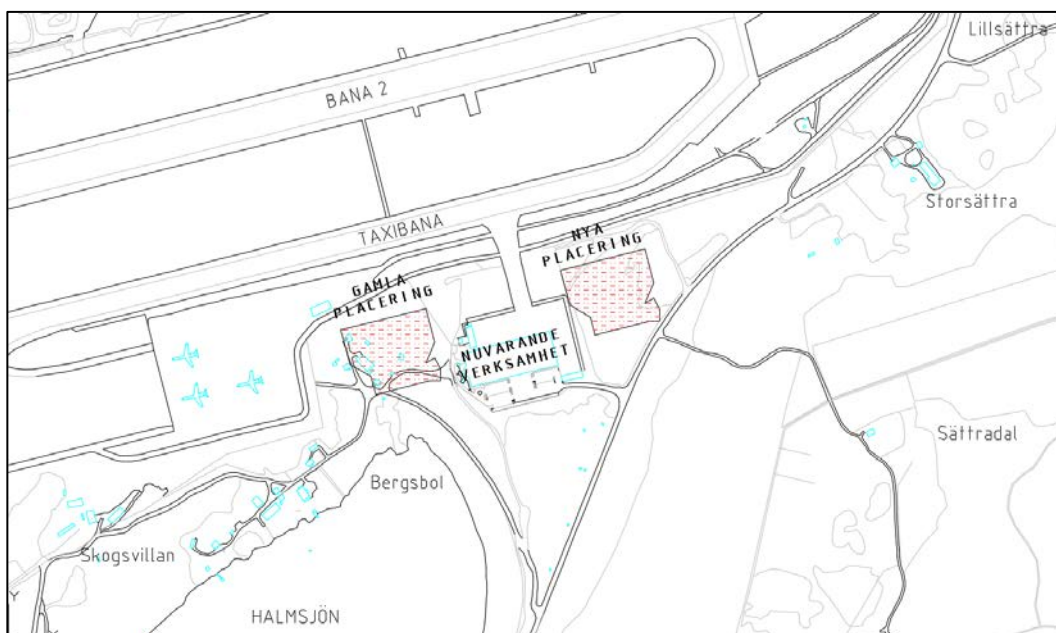 Lillsättra
BANA 2
Storsättra
TAXIBANA
NYA
PLACERING
GAMLA
PLACERING
NUVARANDE
VERKSAMHET
Sättradal
Bergsbol
Skogsvillan
Y
HALMSJÖN